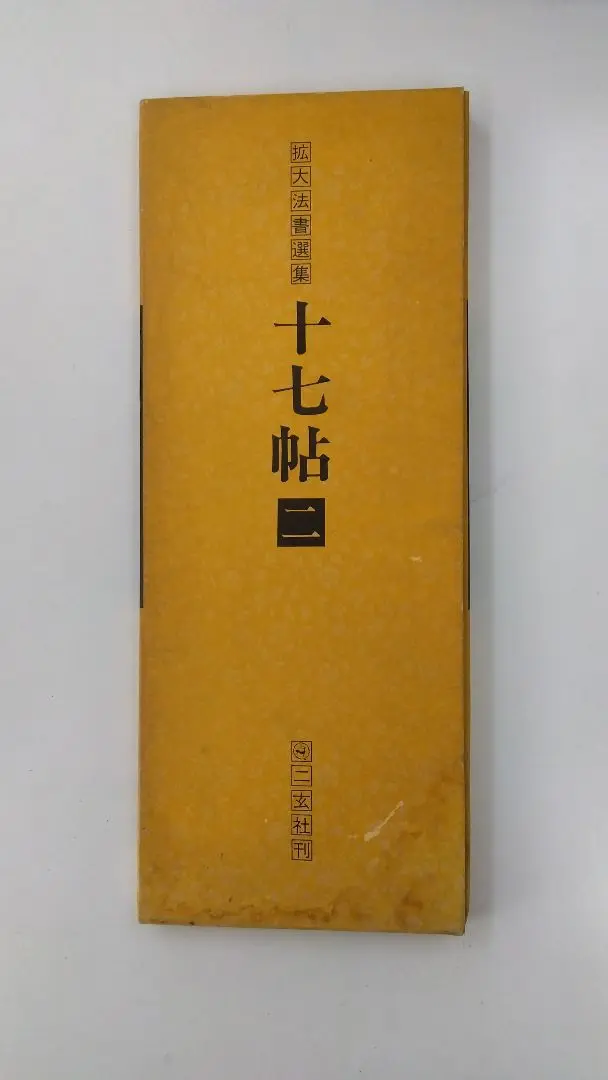 拡大法書選集
十七帖
二
二玄社刊